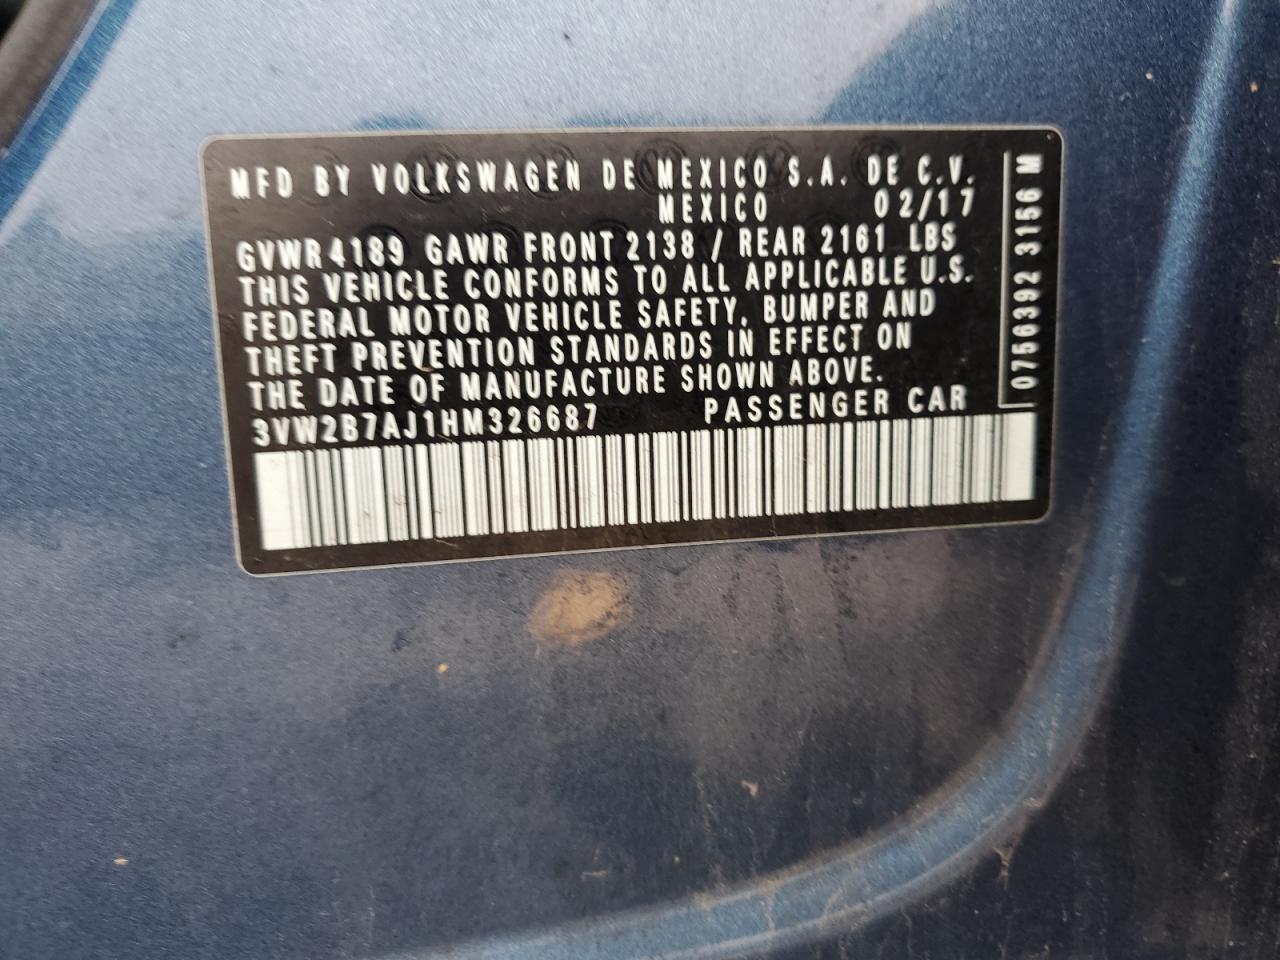 MFD BY VOLKSWAGEN DE MEXICO S.A. DE C.V.
MEXICO 02/17
GVWR 4189 GAWR FRONT 2138 / REAR 2161 LBS
THIS VEHICLE CONFORMS TO ALL APPLICABLE U.S.
FEDERAL MOTOR VEHICLE SAFETY, BUMPER AND
THEFT PREVENTION STANDARDS IN EFFECT ON
THE DATE OF MANUFACTURE SHOWN ABOVE.
3VW2B7AJ1HM326687 PASSENGER CAR
0756392 3156 M